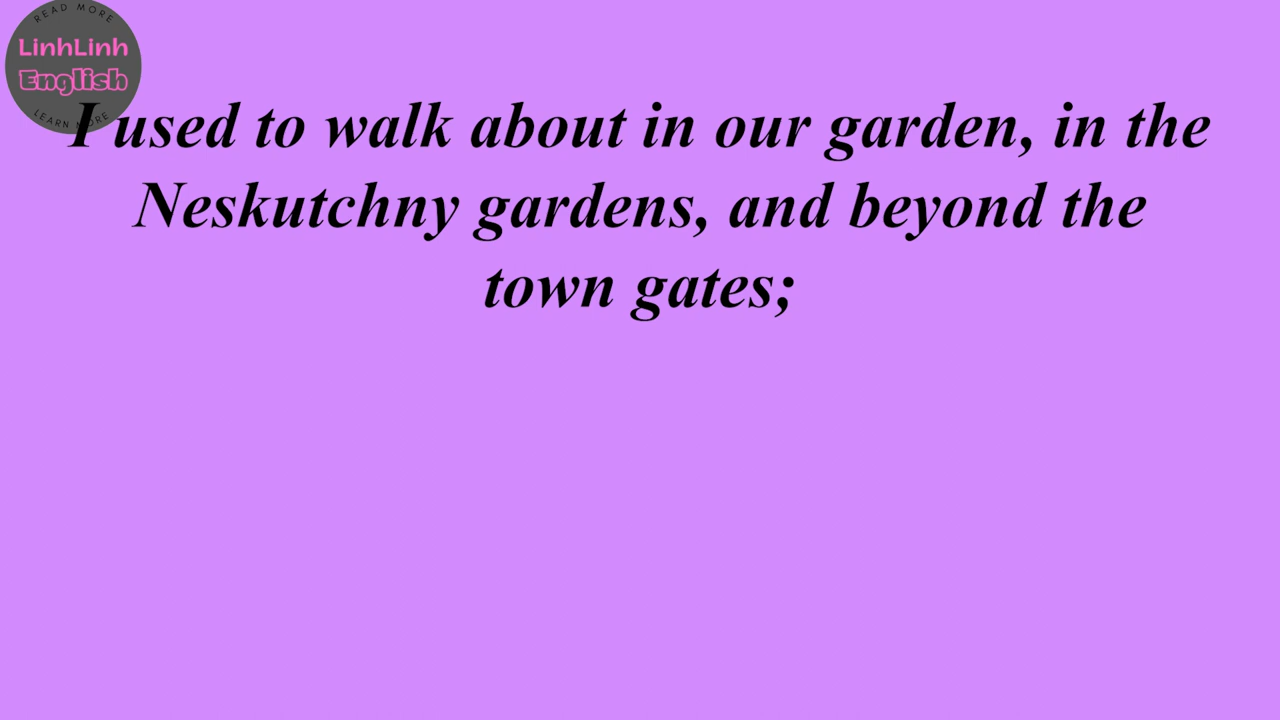 READ MORE
LinhLinh
English
LEARN MORE
I used to walk about in our garden, in the
Neskutchny gardens, and beyond the
town gates;